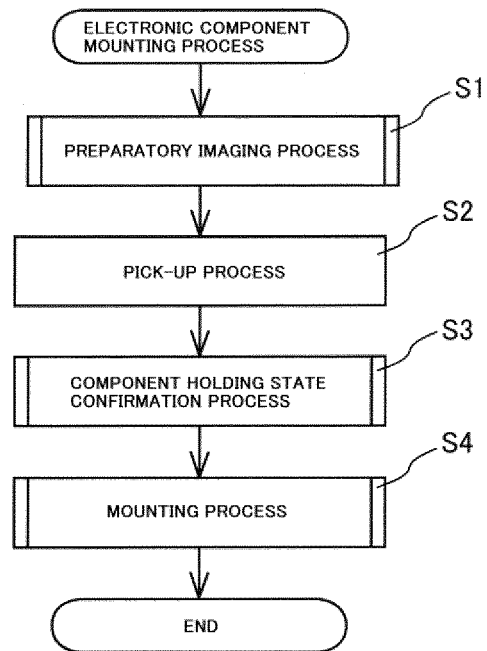 ELECTRONIC COMPONENT
MOUNTING PROCESS
S1
PREPARATORY IMAGING PROCESS
S2
PICK-UP PROCESS
S3
COMPONENT HOLDING STATE
CONFIRMATION PROCESS
S4
MOUNTING PROCESS
END